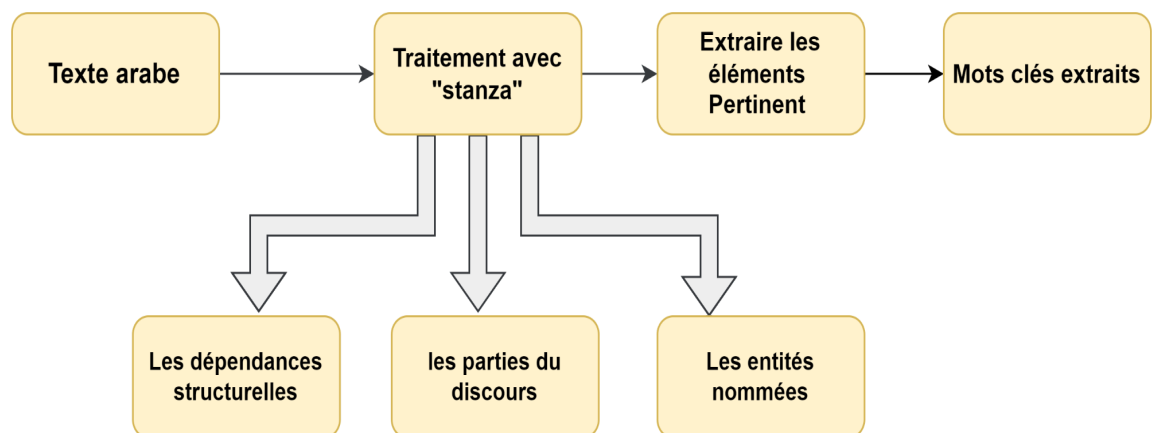 Texte arabe
Traitement avec
"stanza"
Extraire les
éléments
Pertinent
Mots clés extraits
Les dépendances
structurelles
les parties du
discours
Les entités
nommées